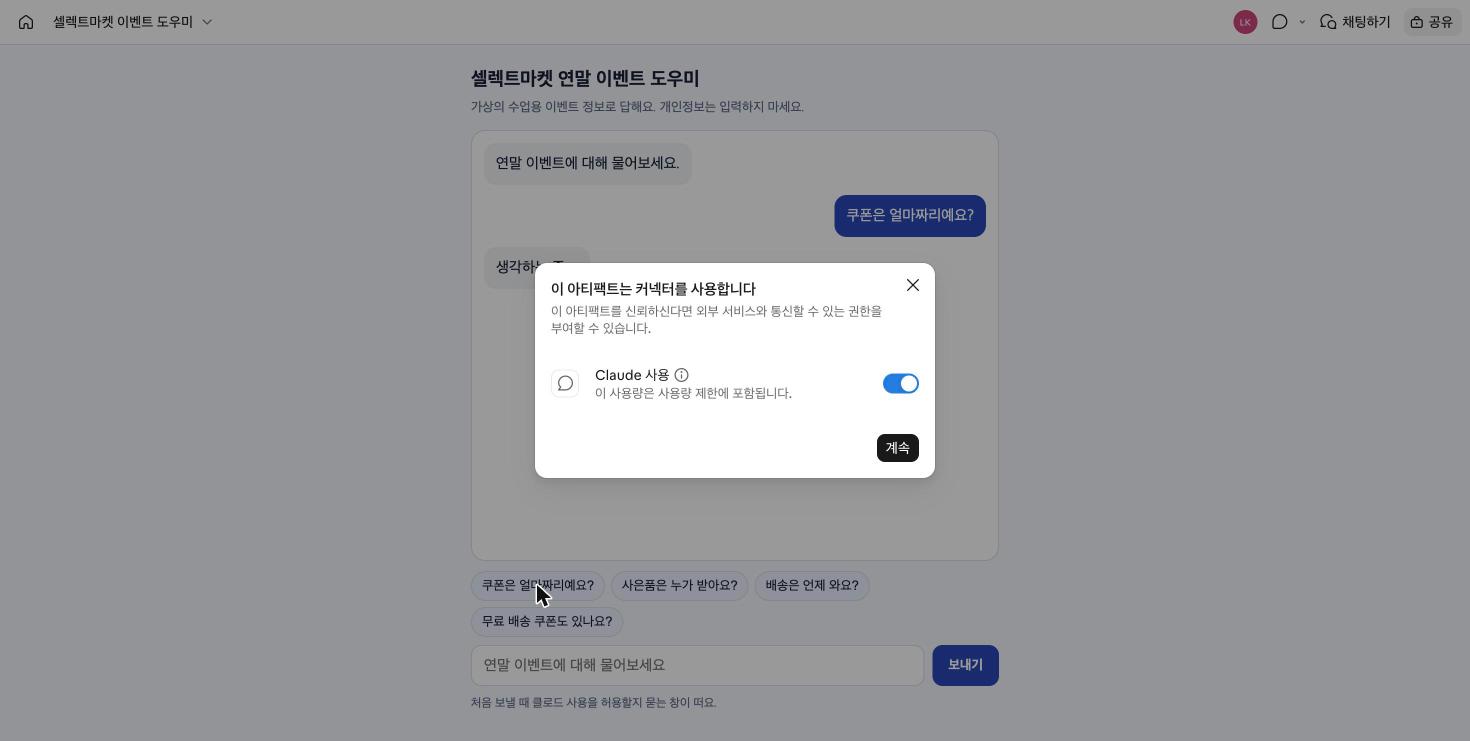 셀렉트마켓 이벤트 도우미
LK
채팅하기
공유
셀렉트마켓 연말 이벤트 도우미
가상의 수업용 이벤트 정보로 답해요. 개인정보는 입력하지 마세요.
연말 이벤트에 대해 물어보세요.
쿠폰은 얼마짜리예요?
이 아티팩트는 커넥터를 사용합니다
이 아티팩트를 신뢰하신다면 외부 서비스와 통신할 수 있는 권한을
부여할 수 있습니다.
Claude 사용
이 사용량은 사용량 제한에 포함됩니다.
계속
쿠폰은 얼마짜리예요?
사은품은 누가 받아요?
배송은 언제 와요?
무료 배송 쿠폰도 있나요?
연말 이벤트에 대해 물어보세요
보내기
처음 보낼 때 클로드 사용을 허용할지 묻는 창이 떠요.